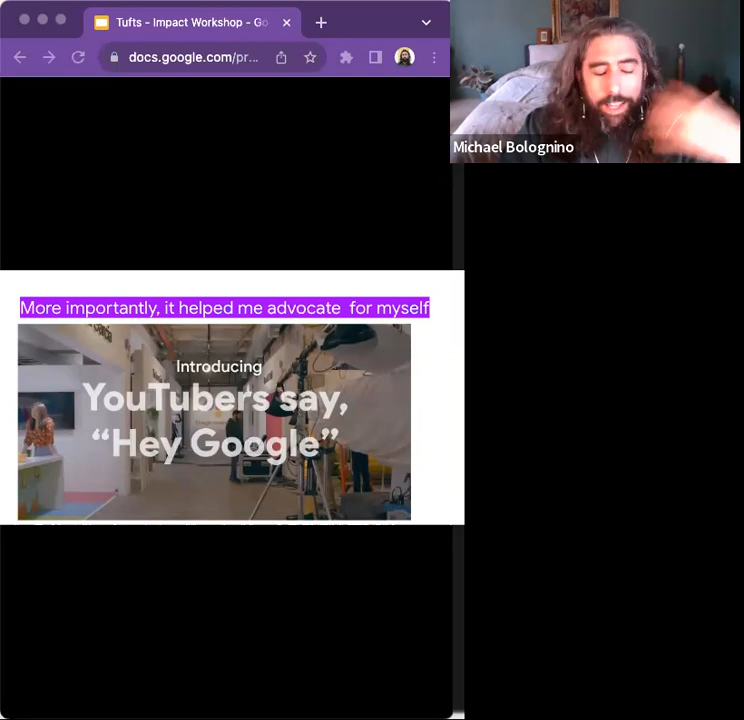 Tufts - Impact Workshop - Go
docs.google.com/pr...
Michael Bolognino
More importantly, it helped me advocate  for myself
Introducing
YouTubers say,
“Hey Google”